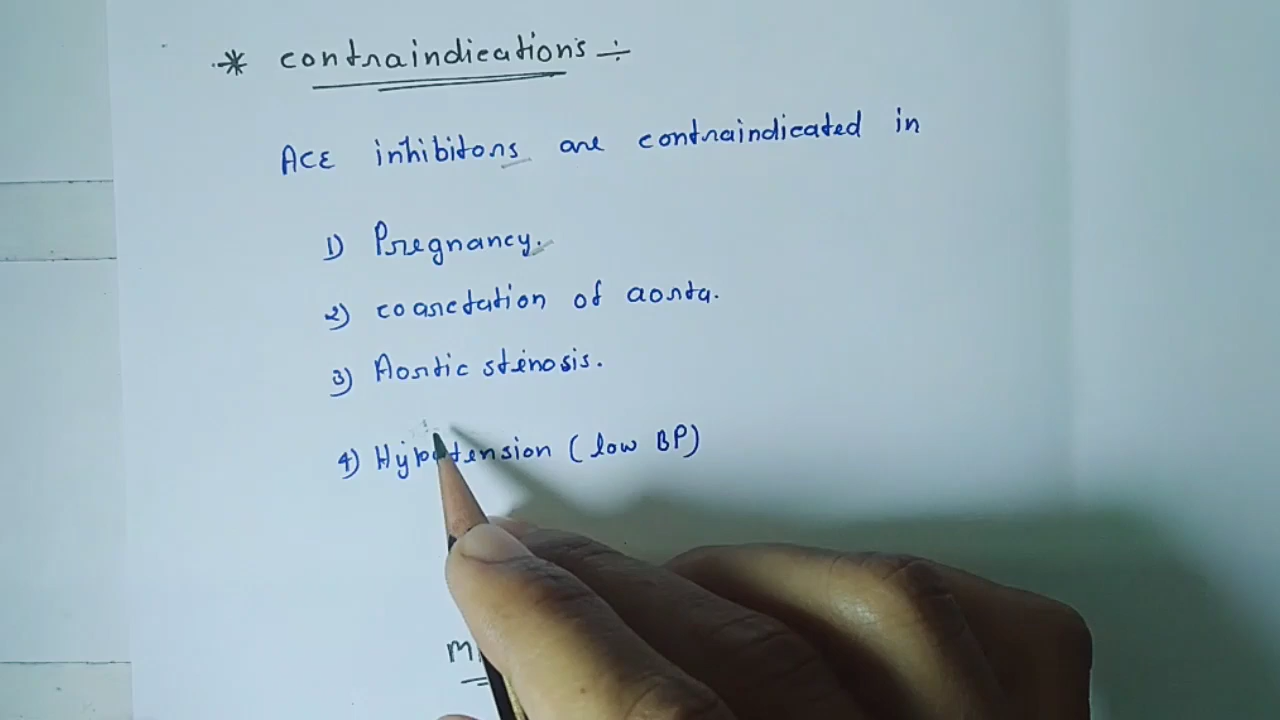 * contraindications ÷
ACE inhibitors are contraindicated in
1) Pregnancy.
2) coarctation of aorta.
3) Aortic stenosis.
4) Hypotension (low BP)